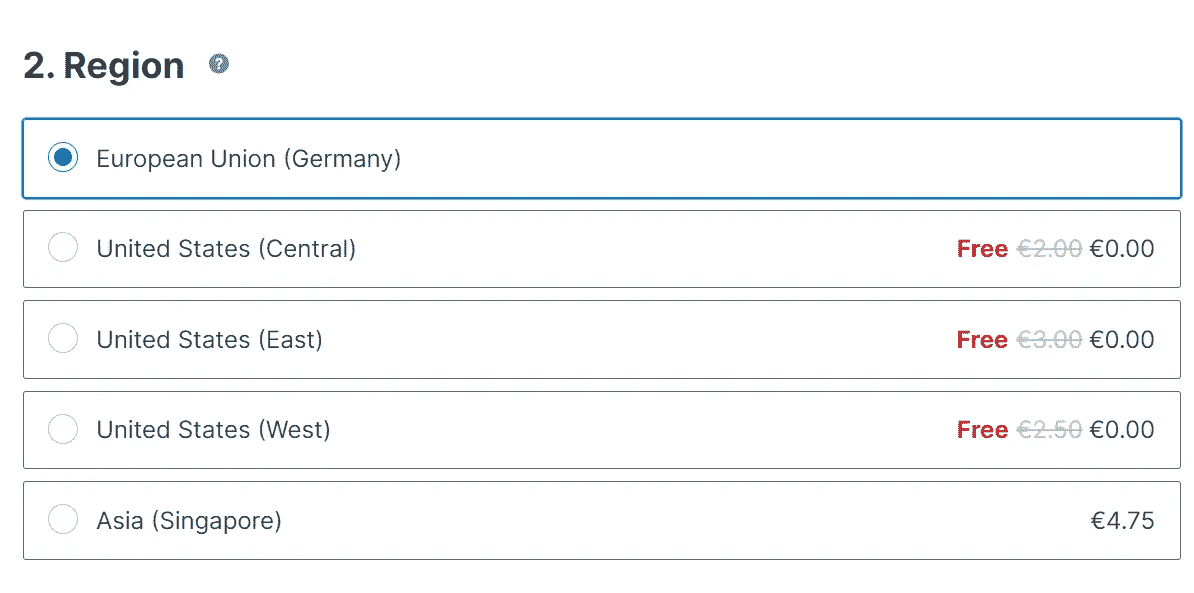 2. Region ?
European Union (Germany)
United States (Central) Free €2.00 €0.00
United States (East) Free €3.00 €0.00
United States (West) Free €2.50 €0.00
Asia (Singapore) €4.75